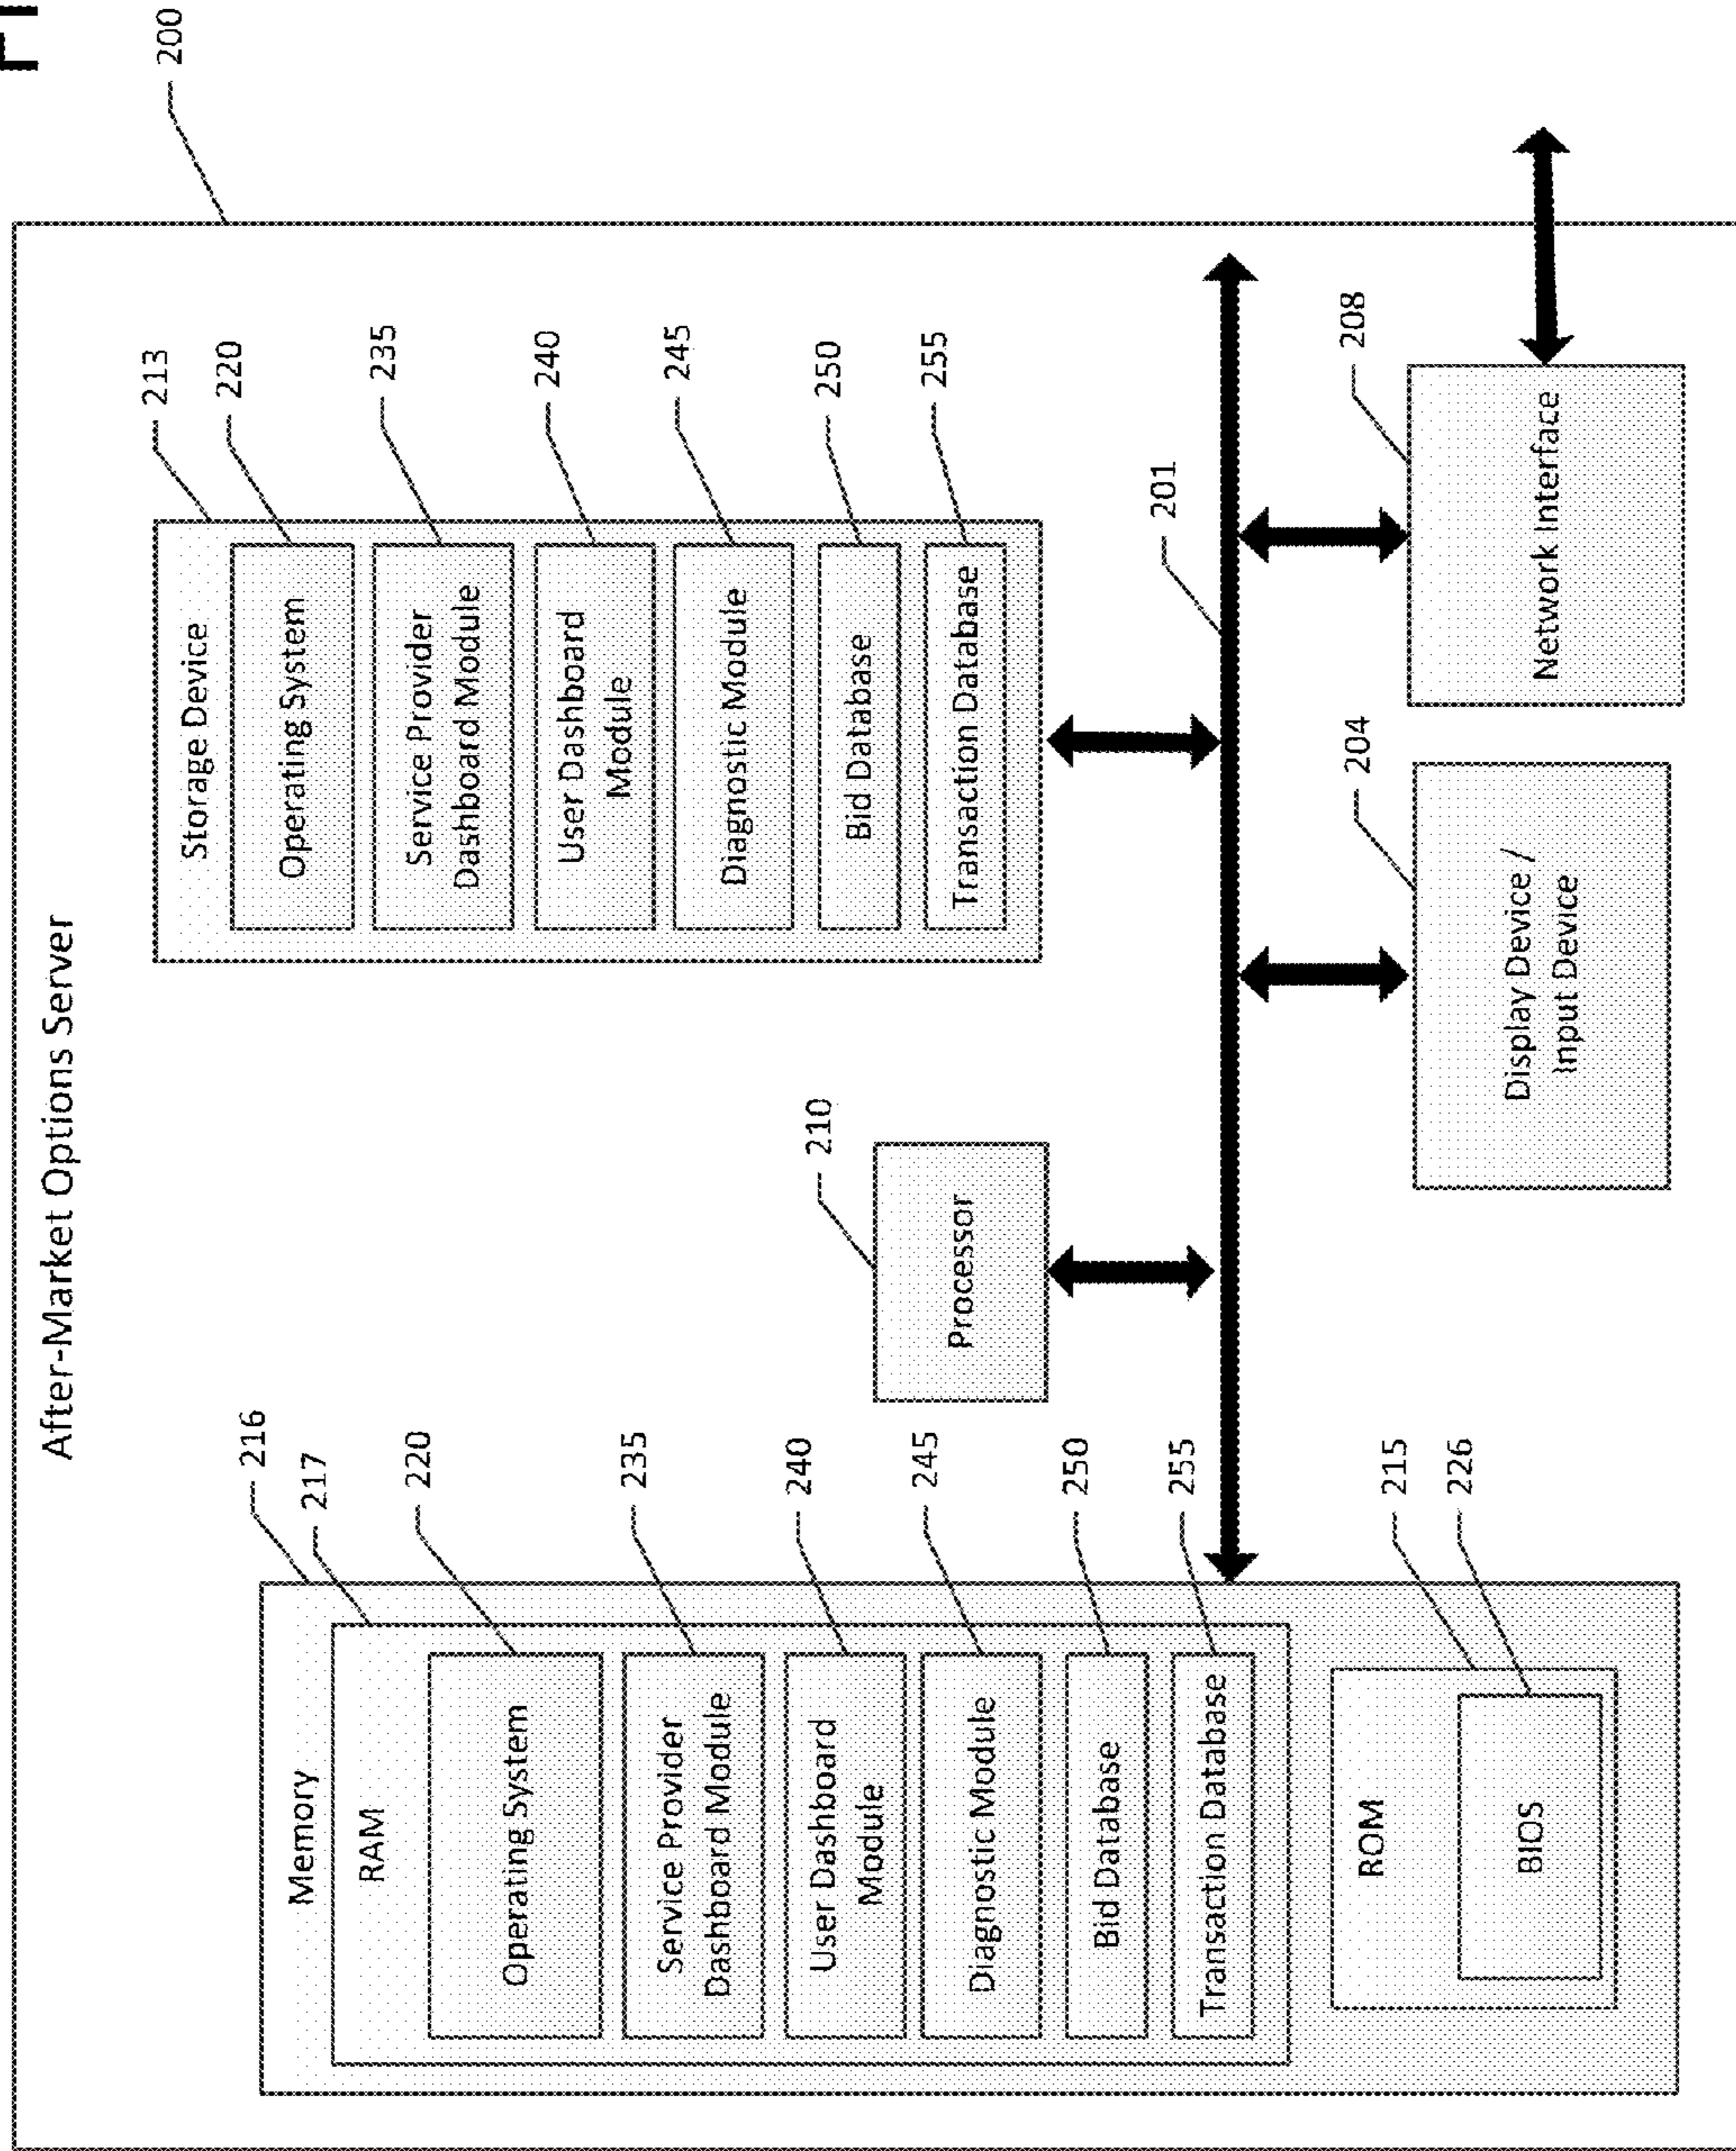 After-Market Options Server
200
Memory
216
RAM
217
Operating System
220
Service Provider
Dashboard Module
235
User Dashboard
Module
240
Diagnostic Module
245
Bid Database
250
Transaction Database
255
ROM
215
BIOS
226
Processor
210
Storage Device
213
Operating System
220
Service Provider
Dashboard Module
235
User Dashboard
Module
240
Diagnostic Module
245
Bid Database
250
Transaction Database
255
201
Display Device /
Input Device
204
Network Interface
208